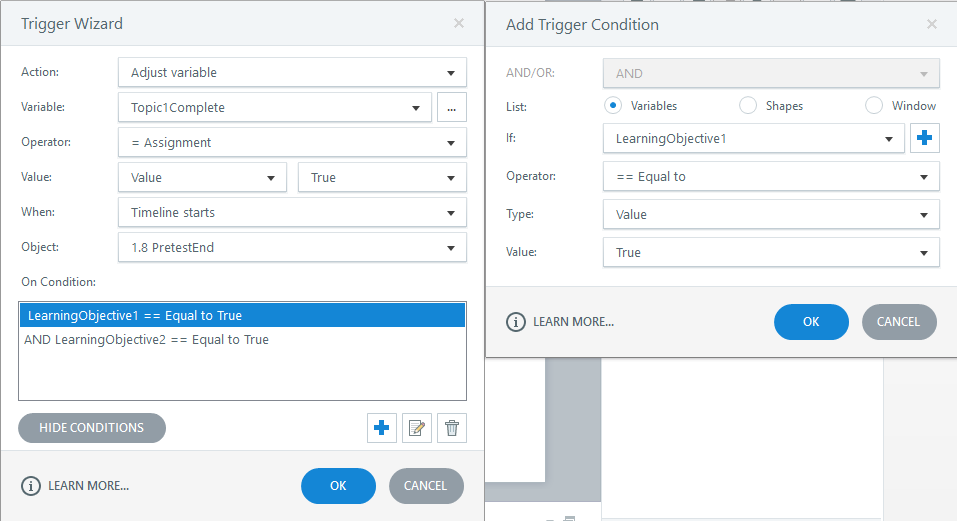 Trigger Wizard
Action: Adjust variable
Variable: Topic1Complete ...
Operator: = Assignment
Value: Value True
When: Timeline starts
Object: 1.8 PretestEnd
On Condition:
LearningObjective1 == Equal to True
AND LearningObjective2 == Equal to True
HIDE CONDITIONS
LEARN MORE... OK CANCEL
Add Trigger Condition
AND/OR: AND
List: Variables Shapes Window
If: LearningObjective1
Operator: == Equal to
Type: Value
Value: True
LEARN MORE... OK CANCEL